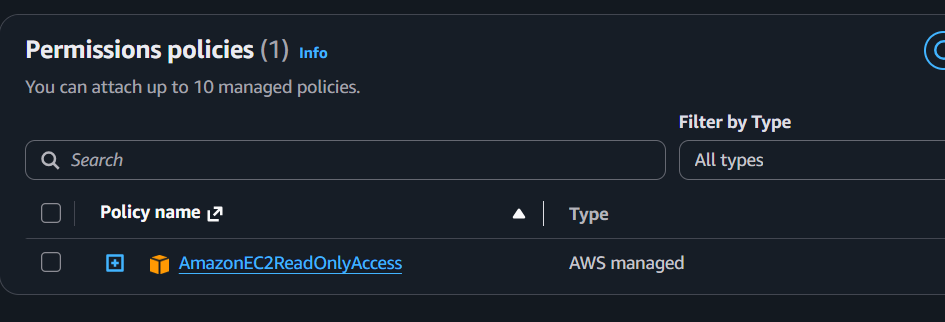 Permissions policies (1) Info
You can attach up to 10 managed policies.
Filter by Type
Search
All types
Policy name
Type
AmazonEC2ReadOnlyAccess
AWS managed